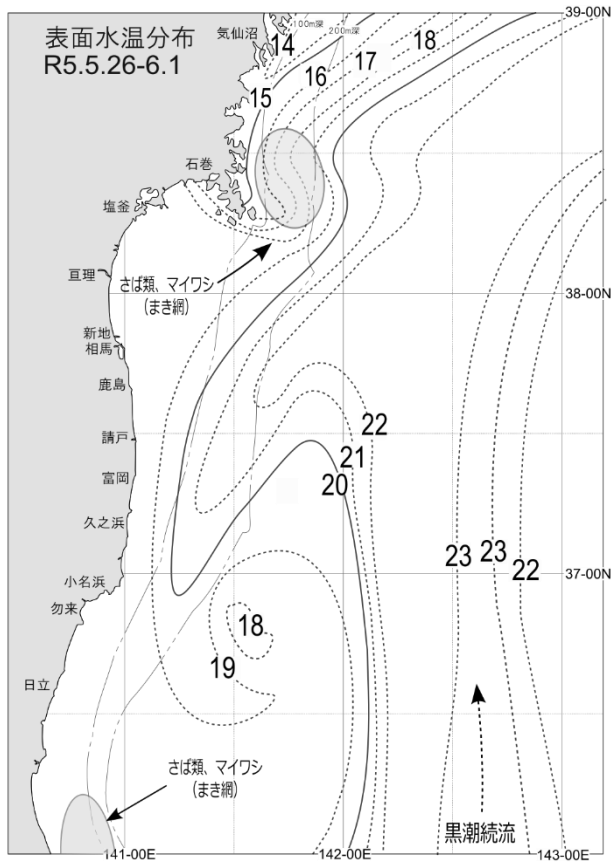 表面水温分布
R5.5.26-6.1
気仙沼
100m深
200m深
39-00N
14
15
16
17
18
石巻
塩釜
さば類、マイワシ
(まき網)
亘理
38-00N
新地
相馬
鹿島
請戸
富岡
久之浜
小名浜
勿来
日立
22
21
20
23
23
22
37-00N
18
19
さば類、マイワシ
(まき網)
黒潮続流
141-00E
142-00E
143-00E